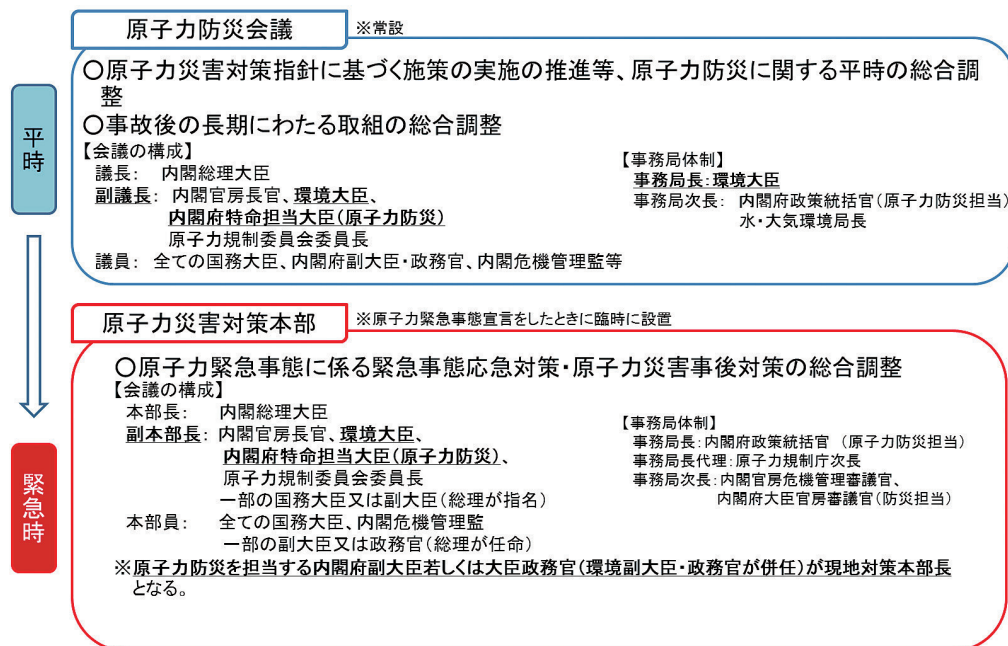 原子力防災会議
※常設
平時
〇原子力災害対策指針に基づく施策の実施の推進等、原子力防災に関する平時の総合調
整
〇事故後の長期にわたる取組の総合調整
【会議の構成】
議長： 内閣総理大臣
副議長： 内閣官房長官、環境大臣、
内閣府特命担当大臣（原子力防災）
原子力規制委員会委員長
議員： 全ての国務大臣、内閣府副大臣・政務官、内閣危機管理監等
【事務局体制】
事務局長：環境大臣
事務局次長： 内閣府政策統括官（原子力防災担当）
水・大気環境局長
原子力災害対策本部
※原子力緊急事態宣言をしたときに臨時に設置
緊急時
〇原子力緊急事態に係る緊急事態応急対策・原子力災害事後対策の総合調整
【会議の構成】
本部長： 内閣総理大臣
副本部長： 内閣官房長官、環境大臣、
内閣府特命担当大臣（原子力防災）、
原子力規制委員会委員長
一部の国務大臣又は副大臣（総理が指名）
本部員： 全ての国務大臣、内閣危機管理監
一部の副大臣又は政務官（総理が任命）
【事務局体制】
事務局長：内閣府政策統括官 （原子力防災担当）
事務局長代理：原子力規制庁次長
事務局次長：内閣官房危機管理審議官、
内閣府大臣官房審議官（防災担当）
※原子力防災を担当する内閣府副大臣若しくは大臣政務官（環境副大臣・政務官が併任）が現地対策本部長
となる。